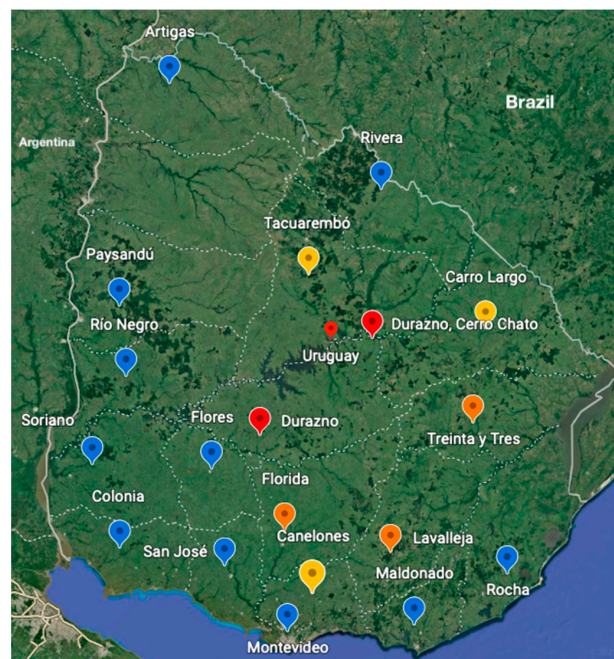 Artigas
Brazil
Argentina
Rivera
Tacuarembó
Paysandú
Carro Largo
Río Negro
Durazno, Cerro Chato
Uruguay
Soriano
Flores
Durazno
Treinta y Tres
Florida
Colonia
Canelones
Lavalleja
San José
Maldonado
Rocha
Montevideo